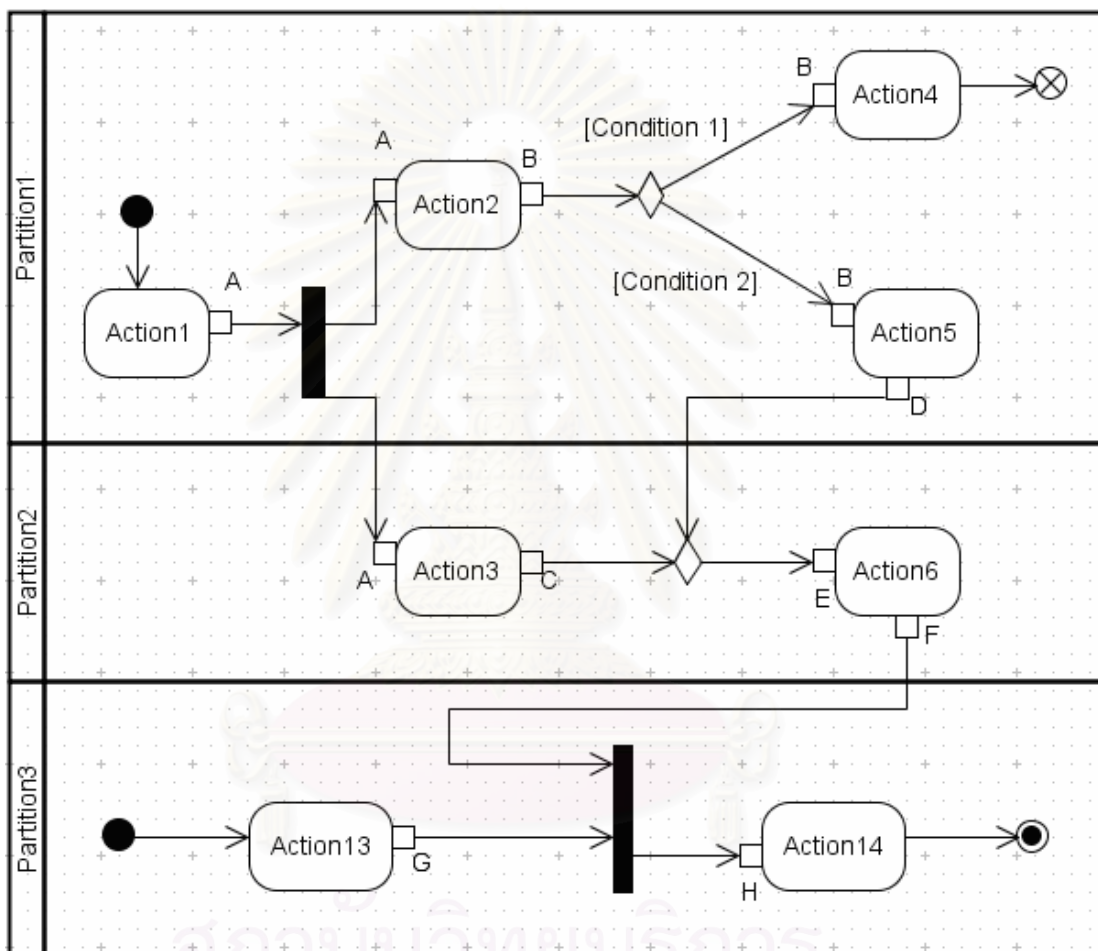 Partition1
B
Action4
[Condition 1]
A
B
Action2
A
[Condition 2]
B
Action1
Action5
D
Partition2
A
Action3
C
Action6
E
F
Partition3
Action13
G
Action14
H